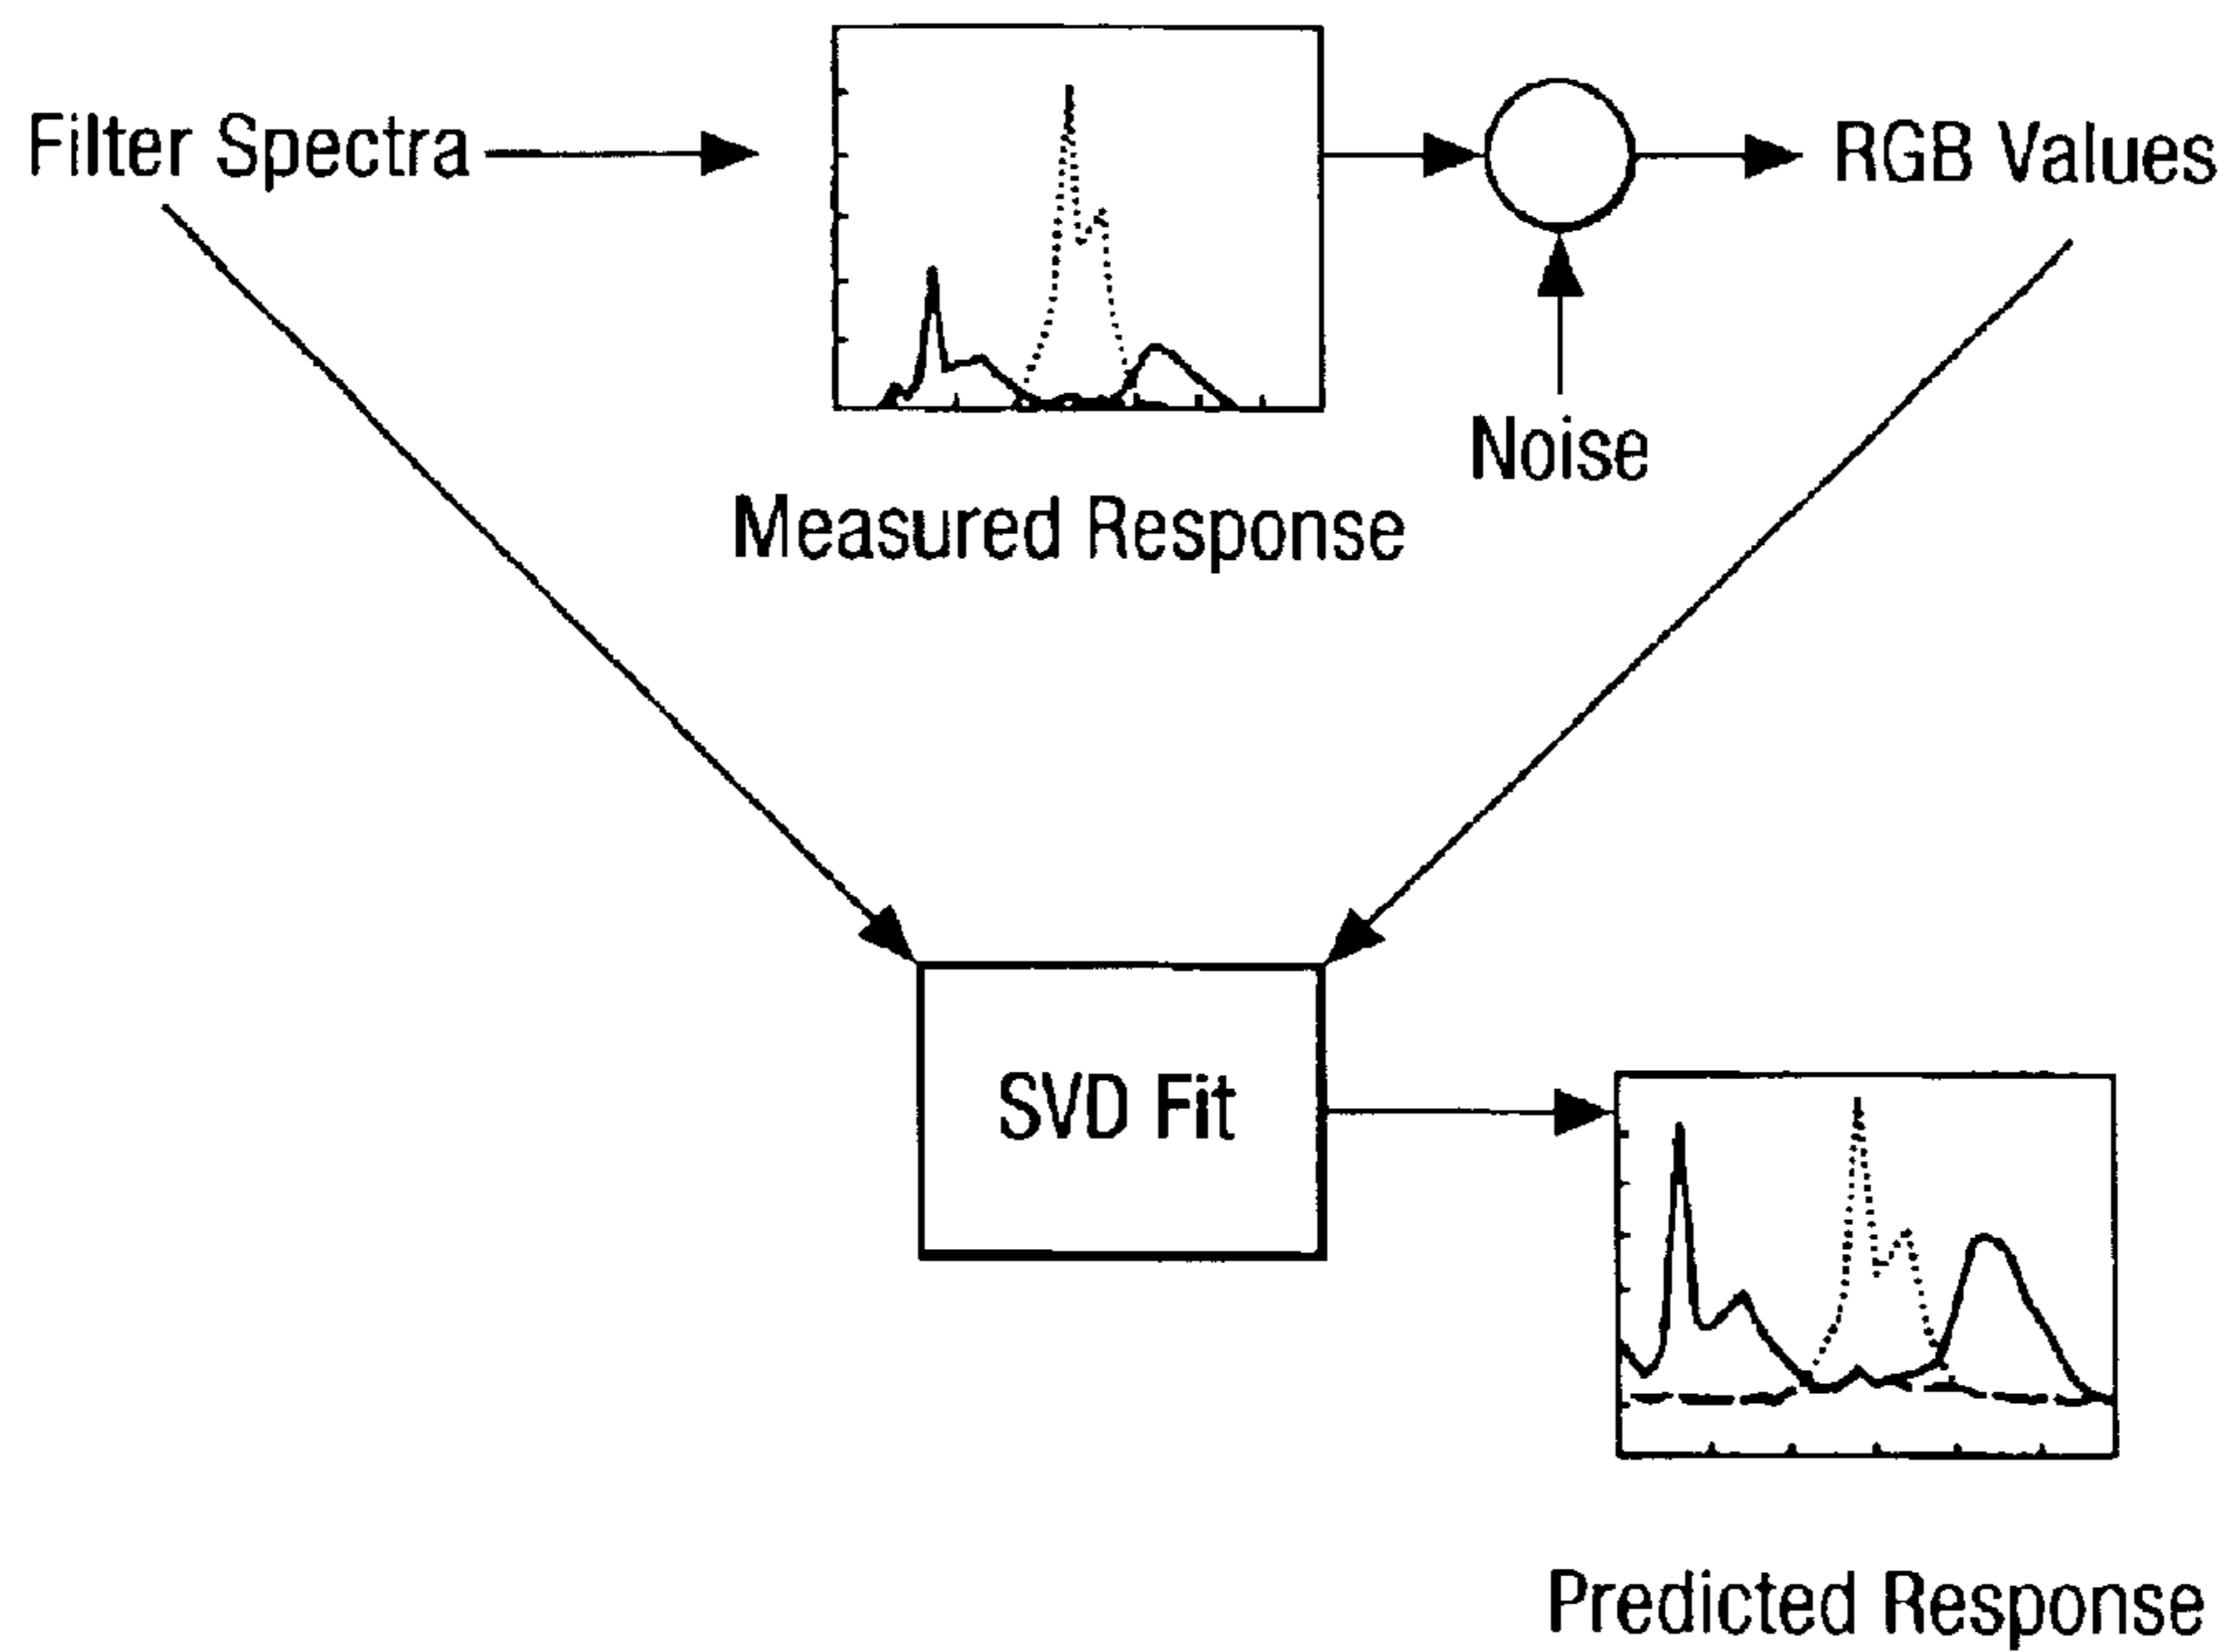 Filter Spectra
RGB Values
Noise
Measured Response
SVD Fit
Predicted Response